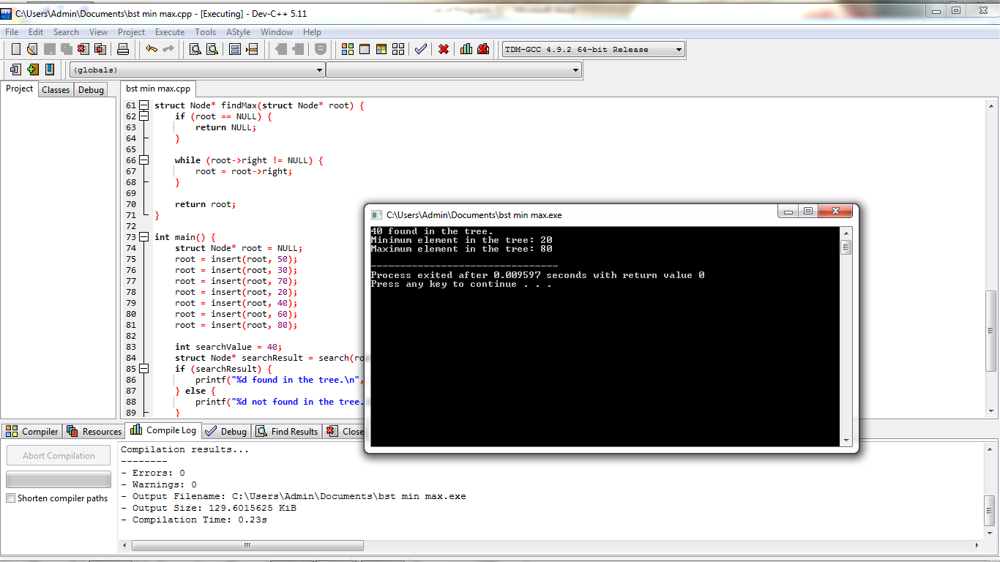 C:\Users\Admin\Documents\bst min max.cpp - [Executing] - Dev-C++ 5.11
File Edit Search View Project Execute Tools AStyle Window Help
TDM-GCC 4.9.2 64-bit Release
(globals)
Project Classes Debug
bst min max.cpp
61 struct Node* findMax(struct Node* root) {
62 if (root == NULL) {
63 return NULL;
64 }
65
66 while (root->right != NULL) {
67 root = root->right;
68 }
69
70 return root;
71 }
72
73 int main() {
74 struct Node* root = NULL;
75 root = insert(root, 50);
76 root = insert(root, 30);
77 root = insert(root, 70);
78 root = insert(root, 20);
79 root = insert(root, 40);
80 root = insert(root, 60);
81 root = insert(root, 80);
82
83 int searchValue = 40;
84 struct Node* searchResult = search(ro
85 if (searchResult) {
86 printf("%d found in the tree.\n",
87 } else {
88 printf("%d not found in the tree.
89 }
C:\Users\Admin\Documents\bst min max.exe
40 found in the tree.
Minimum element in the tree: 20
Maximum element in the tree: 80
--------------------------------
Process exited after 0.009597 seconds with return value 0
Press any key to continue . . .
Compiler Resources Compile Log Debug Find Results Close
Abort Compilation
Shorten compiler paths
Compilation results...
--------
- Errors: 0
- Warnings: 0
- Output Filename: C:\Users\Admin\Documents\bst min max.exe
- Output Size: 129.6015625 KiB
- Compilation Time: 0.23s